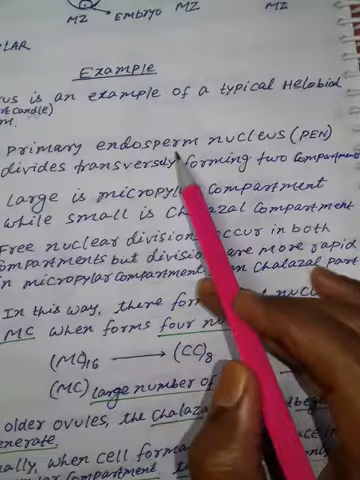 MZ → Embryo MZ MZ
LAR
Example
us is an example of a typical Helobial
m.
primary endosperm nucleus (PEN)
divides transversely forming two compartments
Large is micropylar compartment
while small is Chalazal compartment
Free nuclear division occur in both
compartments but division are more rapid
in micropylar compartment than Chalazal part
In this way, there
MC when forms four
(MC)16 → (CC)8
(MC) large number of
older ovules, the Chalaza
enerate
ally, when cell forma
compartment